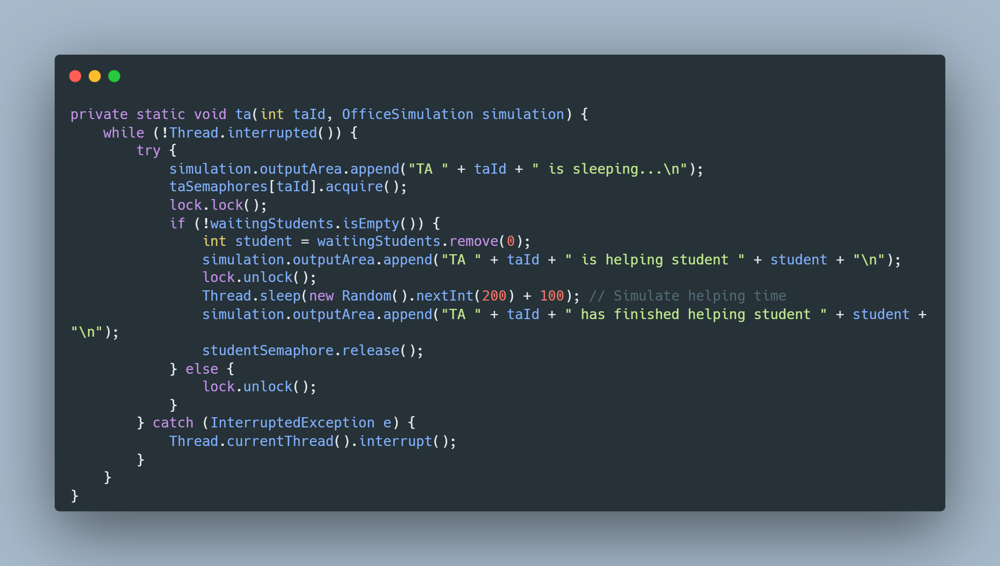 private static void ta(int taId, OfficeSimulation simulation) {
    while (!Thread.interrupted()) {
        try {
            simulation.outputArea.append("TA " + taId + " is sleeping...\n");
            taSemaphores[taId].acquire();
            lock.lock();
            if (!waitingStudents.isEmpty()) {
                int student = waitingStudents.remove(0);
                simulation.outputArea.append("TA " + taId + " is helping student " + student + "\n");
                lock.unlock();
                Thread.sleep(new Random().nextInt(200) + 100); // Simulate helping time
                simulation.outputArea.append("TA " + taId + " has finished helping student " + student +
"\n");
                studentSemaphore.release();
            } else {
                lock.unlock();
            }
        } catch (InterruptedException e) {
            Thread.currentThread().interrupt();
        }
    }
}